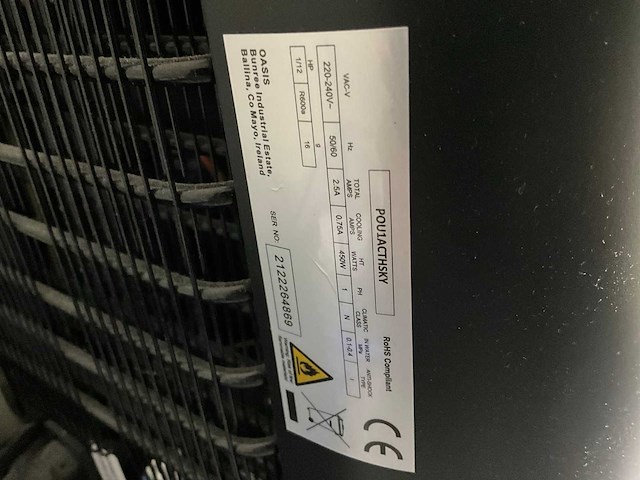 POU1ACTHSKY
RoHS Compliant
CE
VAC-V Hz TOTAL AMPS COOLING AMPS HT WATTS PH CLIMATIC CLASS IN WATER MPa ANTI-SHOCK TYPE
220-240V~ 50/60 2.5A 0.75A 450W 1 N 0.1-0.4
HP g
1/12 R600a 16
OASIS
Bunree Industrial Estate,
Ballina, Co Mayo, Ireland
SER NO 2122264869